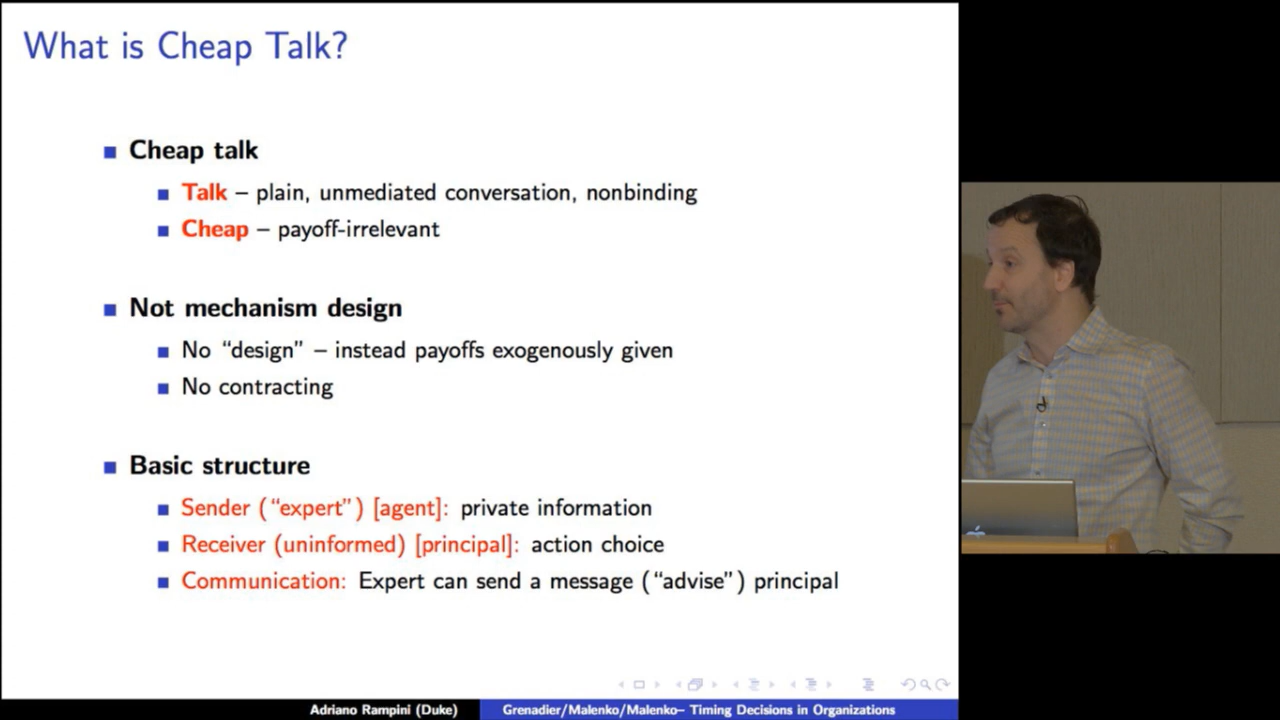 What is Cheap Talk?
Cheap talk
Talk – plain, unmediated conversation, nonbinding
Cheap – payoff-irrelevant
Not mechanism design
No “design” – instead payoffs exogenously given
No contracting
Basic structure
Sender (“expert”) [agent]: private information
Receiver (uninformed) [principal]: action choice
Communication: Expert can send a message (“advise”) principal
Adriano Rampini (Duke)
Grenadier/Malenko/Malenko– Timing Decisions in Organizations